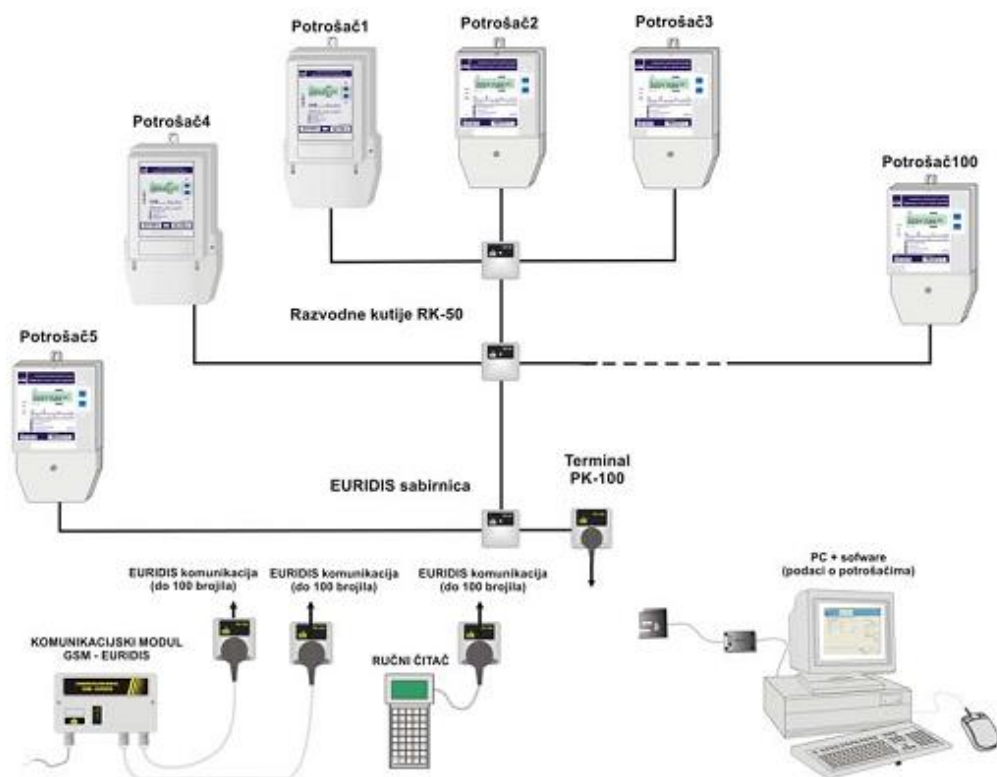 Potrošač1
Potrošač2
Potrošač3
Potrošač4
Potrošač100
Razvodne kutije RK-50
Potrošač5
EURIDIS sabirnica
Terminal
PK-100
EURIDIS komunikacija
(do 100 brojila)
EURIDIS komunikacija
(do 100 brojila)
EURIDIS komunikacija
(do 100 brojila)
PC + sofware
(podaci o potrošačima)
KOMUNIKACIJSKI MODUL
GSM - EURIDIS
RUČNI ČITAČ